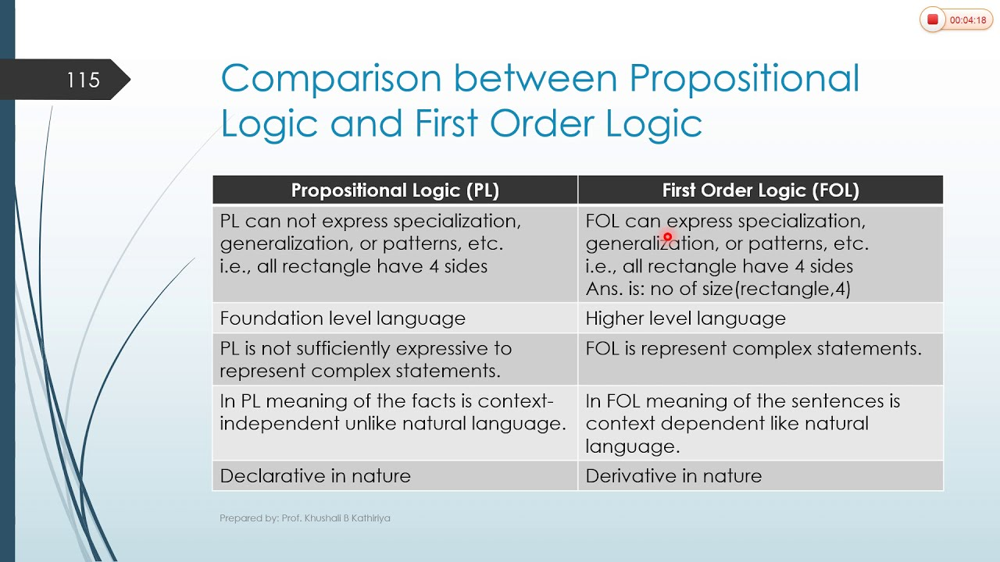 00:04:18
115
Comparison between Propositional
Logic and First Order Logic
Propositional Logic (PL)
First Order Logic (FOL)
PL can not express specialization,
generalization, or patterns, etc.
i.e., all rectangle have 4 sides
FOL can express specialization,
generalization, or patterns, etc.
i.e., all rectangle have 4 sides
Ans. is: no of size(rectangle,4)
Foundation level language
Higher level language
PL is not sufficiently expressive to
represent complex statements.
FOL is represent complex statements.
In PL meaning of the facts is context-
independent unlike natural language.
In FOL meaning of the sentences is
context dependent like natural
language.
Declarative in nature
Derivative in nature
Prepared by: Prof. Khushali B Kathiriya